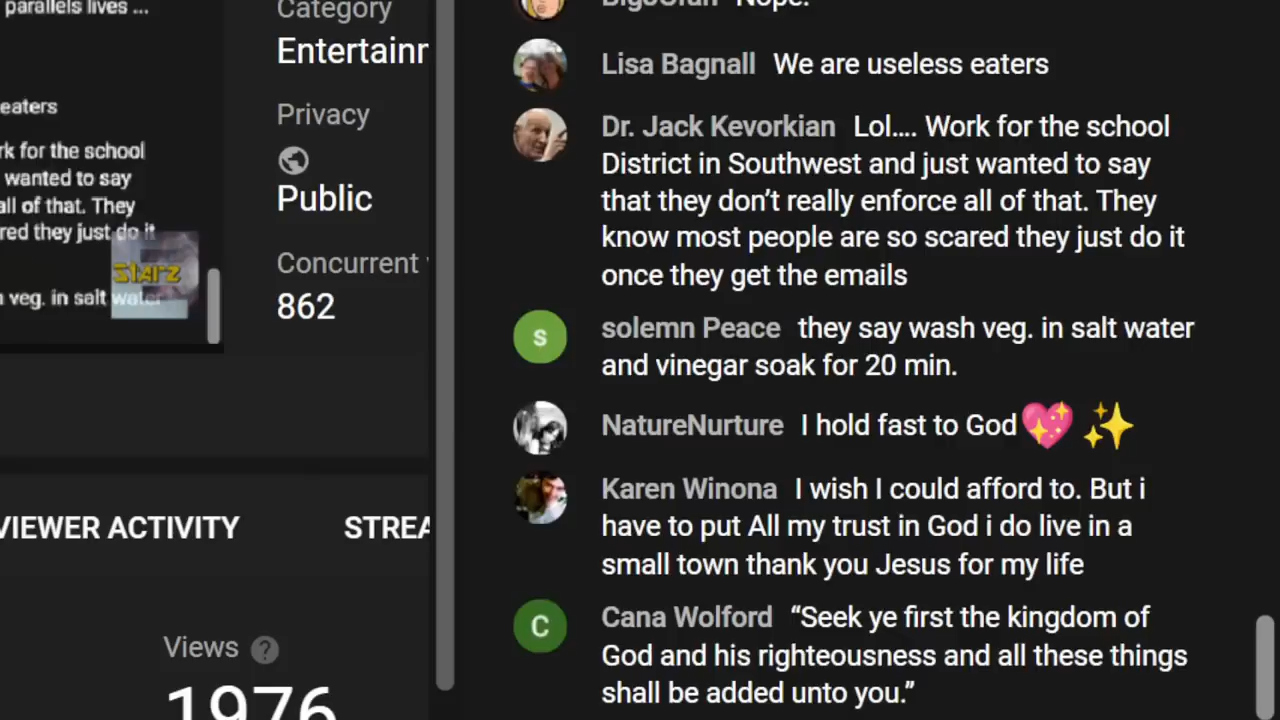 parallels lives ...
eaters
rk for the school
wanted to say
all of that. They
red they just do it
veg. in salt water
STARZ
Category
Entertainr
Privacy
Public
Concurrent
862
VIEWER ACTIVITY
STREA
Views ?
1976
Nope.
Lisa Bagnall We are useless eaters
Dr. Jack Kevorkian Lol.... Work for the school
District in Southwest and just wanted to say
that they don’t really enforce all of that. They
know most people are so scared they just do it
once they get the emails
s
solemn Peace they say wash veg. in salt water
and vinegar soak for 20 min.
NatureNurture I hold fast to God💖 ✨
Karen Winona I wish I could afford to. But i
have to put All my trust in God i do live in a
small town thank you Jesus for my life
C
Cana Wolford “Seek ye first the kingdom of
God and his righteousness and all these things
shall be added unto you.”